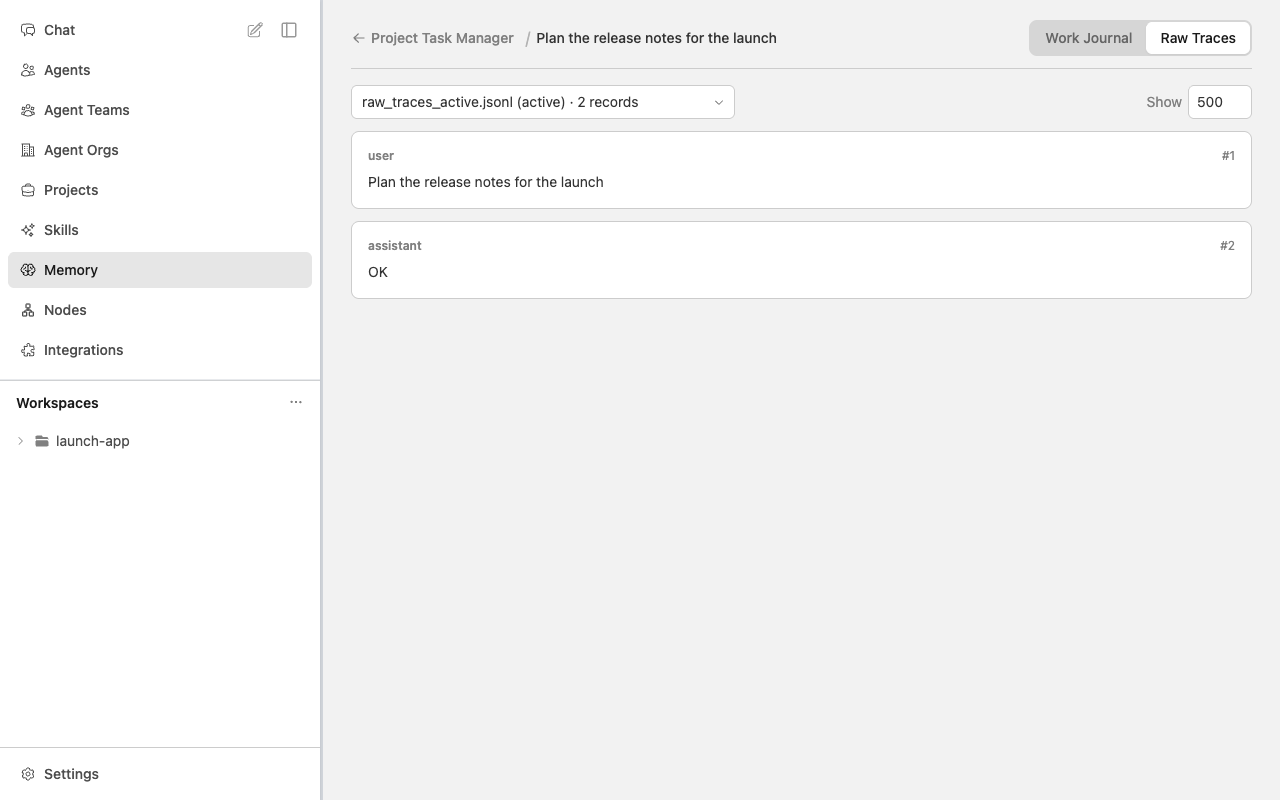 Chat
Agents
Agent Teams
Agent Orgs
Projects
Skills
Memory
Nodes
Integrations
Workspaces
launch-app
Settings
Project Task Manager / Plan the release notes for the launch
Work Journal
Raw Traces
raw_traces_active.jsonl (active) · 2 records
Show 500
user #1
Plan the release notes for the launch
assistant #2
OK